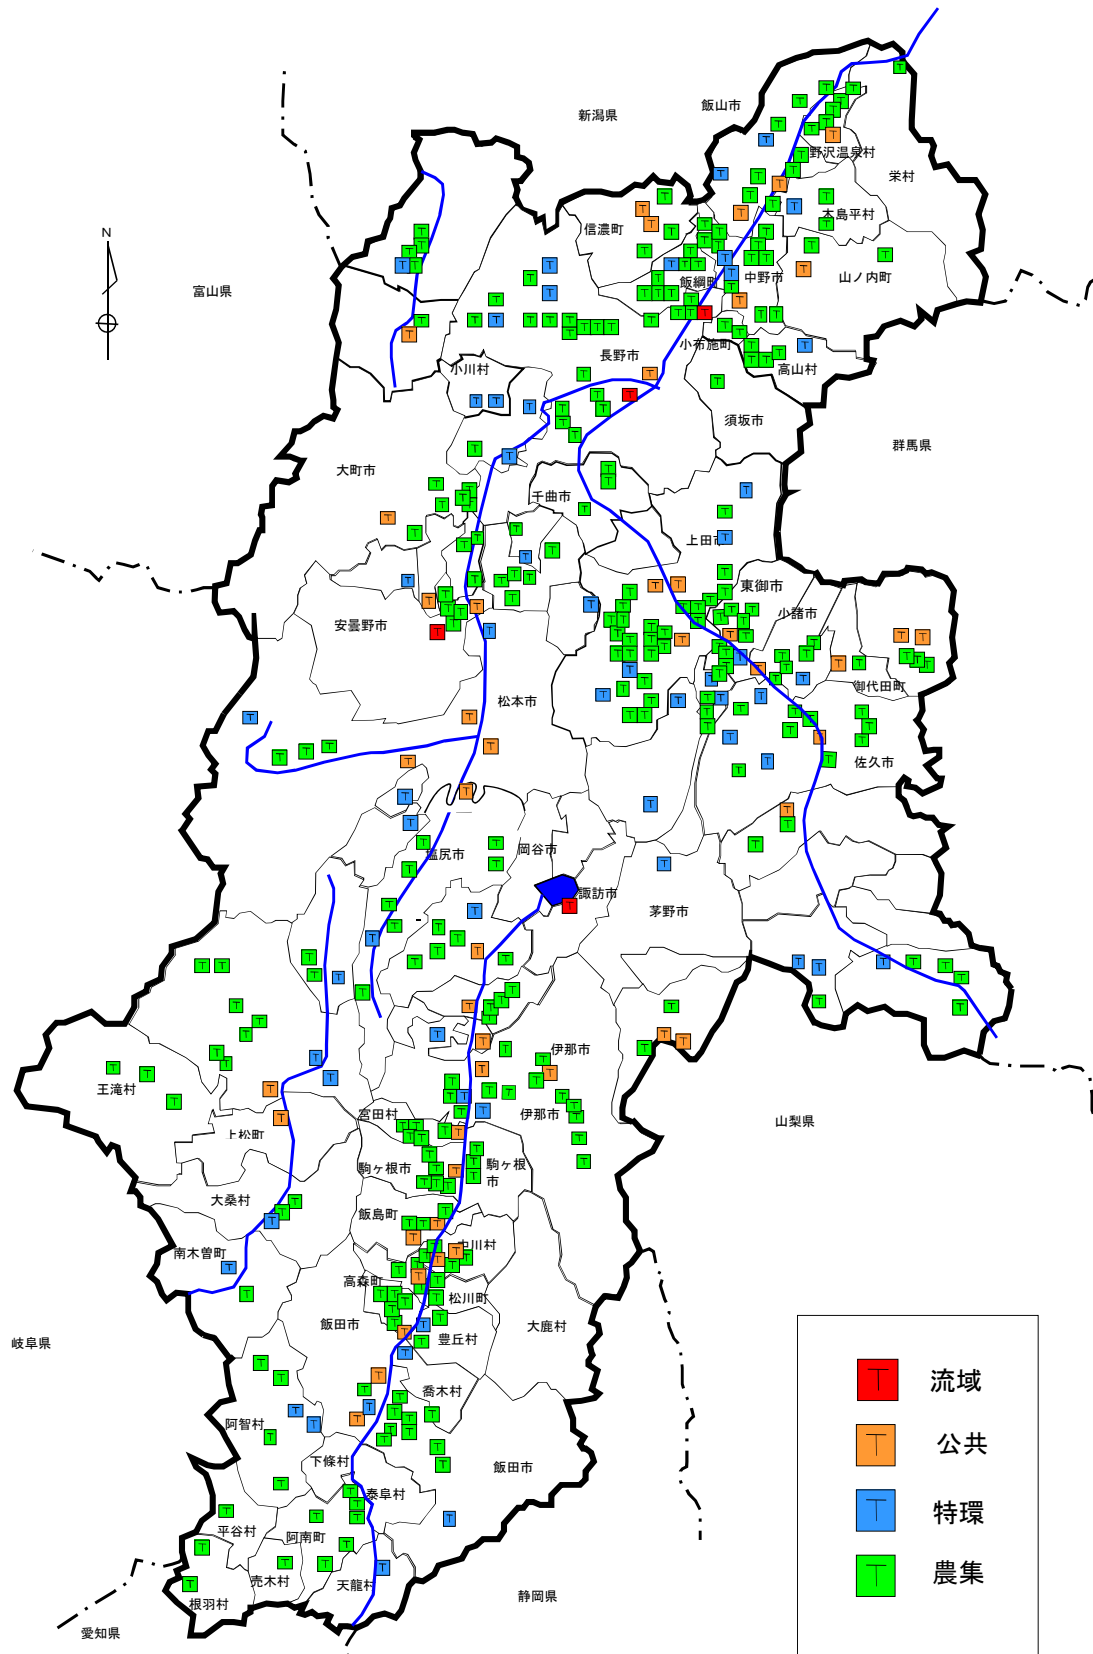 飯山市
新潟県
野沢温泉村
栄村
N
木島平村
信濃町
飯綱町
中野市
山ノ内町
富山県
小布施町
長野市
高山村
小川村
須坂市
群馬県
大町市
千曲市
上田市
東御市
小諸市
安曇野市
御代田町
松本市
佐久市
塩尻市
岡谷市
諏訪市
茅野市
伊那市
王滝村
宮田村
伊那市
山梨県
上松町
駒ヶ根市
駒ヶ根
市
大桑村
飯島町
中川村
南木曽町
高森町
松川町
飯田市
大鹿村
豊丘村
岐阜県
流域
喬木村
阿智村
公共
下條村
飯田市
泰阜村
特環
平谷村
阿南町
農集
売木村
天龍村
静岡県
根羽村
愛知県